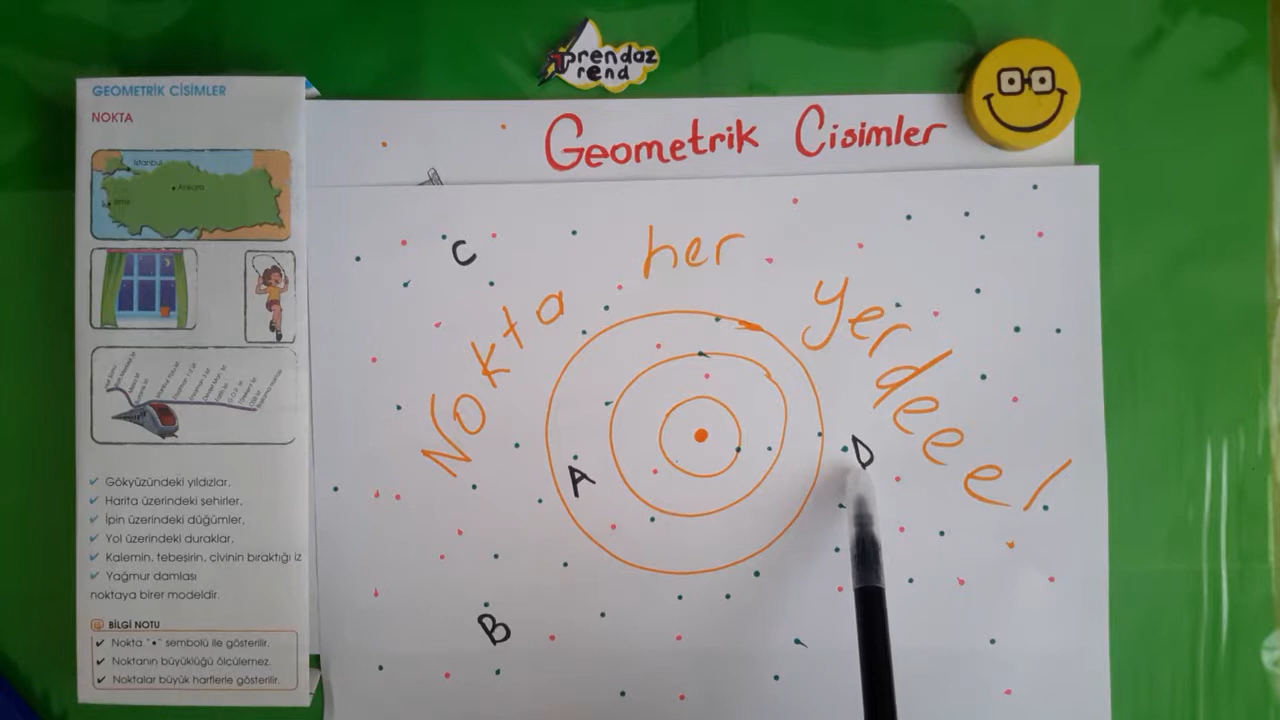 Prendaz
Trend
GEOMETRİK CİSİMLER
NOKTA
İstanbul
Ankara
İzmir
Gökyüzündeki yıldızlar,
Harita üzerindeki şehirler,
İpin üzerindeki düğümler,
Yol üzerindeki duraklar,
Kalemin, tebeşirin, çivinin bıraktığı iz
Yağmur damlası
noktaya birer modeldir.
BİLGİ NOTU
Nokta "•" sembolü ile gösterilir.
Noktanın büyüklüğü ölçülemez.
Noktalar büyük harflerle gösterilir.
Geometrik Cisimler
Nokta her yerdeee!
C
A
D
B